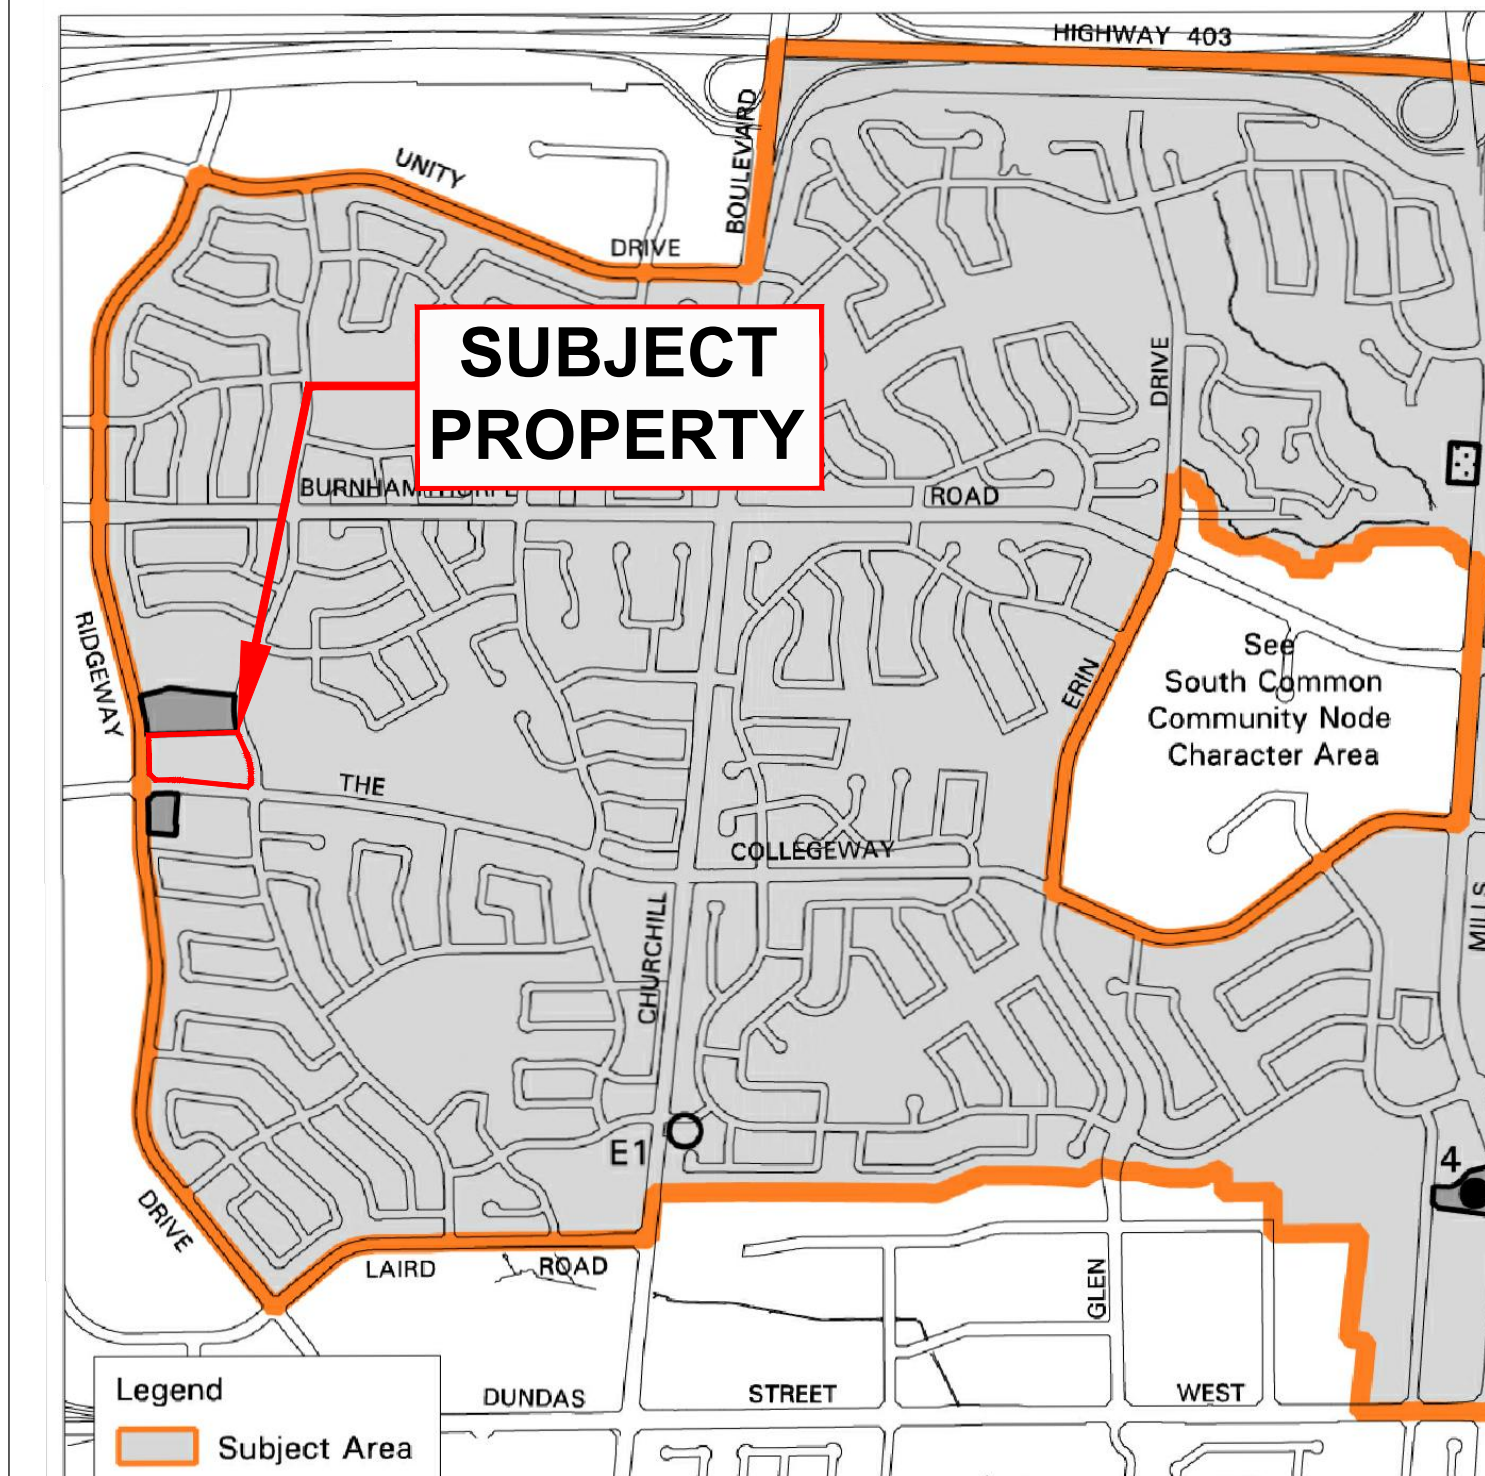 HIGHWAY 403
UNITY
DRIVE
BOULEVARD
SUBJECT
PROPERTY
DRIVE
ROAD
RIDGEWAY
See
South Common
Community Node
Character Area
ERIN
THE
COLLEGEWAY
CHURCHILL
MILLS
E1
4
DRIVE
LAIRD
ROAD
GLEN
Legend
DUNDAS
STREET
WEST
Subject Area